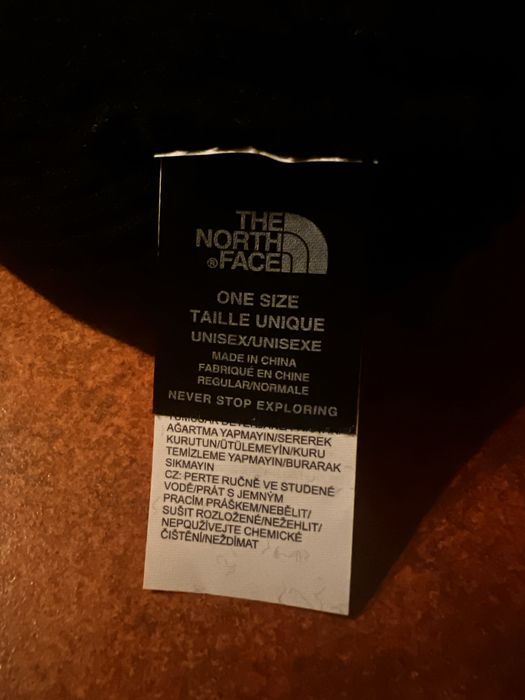 THE
NORTH
®FACE
ONE SIZE
TAILLE UNIQUE
UNISEX/UNISEXE
MADE IN CHINA
FABRIQUÉ EN CHINE
REGULAR/NORMALE
NEVER STOP EXPLORING
AĞARTMA YAPMAYIN/SEREREK
KURUTUN/ÜTÜLEMEYİN/KURU
TEMİZLEME YAPMAYIN/BURARAK
SIKMAYIN
CZ: PERTE RUČNĚ VE STUDENÉ
VODĚ/PRÁT S JEMNÝM
PRACÍM PRÁŠKEM/NEBĚLIT/
SUŠIT ROZLOŽENÉ/NEŽEHLIT/
NEPOUŽÍVEJTE CHEMICKÉ
ČIŠTĚNÍ/NEŽDÍMAT